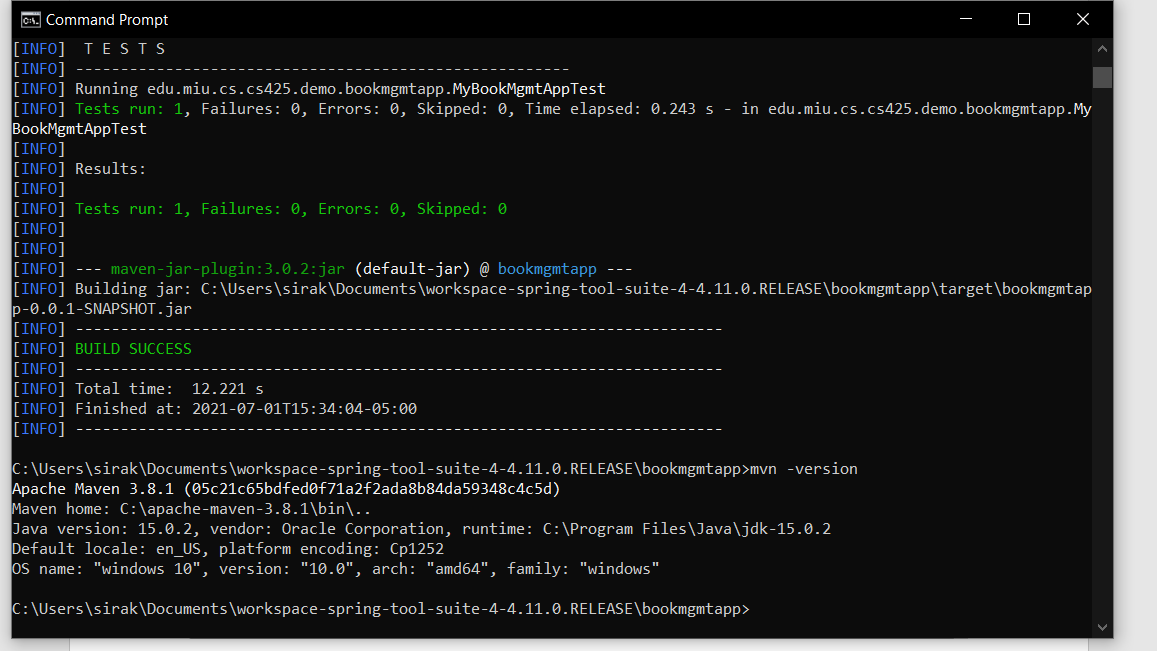 Command Prompt
[INFO]  T E S T S
[INFO] -------------------------------------------------------
[INFO] Running edu.miu.cs.cs425.demo.bookmgmtapp.MyBookMgmtAppTest
[INFO] Tests run: 1, Failures: 0, Errors: 0, Skipped: 0, Time elapsed: 0.243 s - in edu.miu.cs.cs425.demo.bookmgmtapp.My
BookMgmtAppTest
[INFO]
[INFO] Results:
[INFO]
[INFO] Tests run: 1, Failures: 0, Errors: 0, Skipped: 0
[INFO]
[INFO]
[INFO] --- maven-jar-plugin:3.0.2:jar (default-jar) @ bookmgmtapp ---
[INFO] Building jar: C:\Users\sirak\Documents\workspace-spring-tool-suite-4-4.11.0.RELEASE\bookmgmtapp\target\bookmgmtap
p-0.0.1-SNAPSHOT.jar
[INFO] ------------------------------------------------------------------------
[INFO] BUILD SUCCESS
[INFO] ------------------------------------------------------------------------
[INFO] Total time:  12.221 s
[INFO] Finished at: 2021-07-01T15:34:04-05:00
[INFO] ------------------------------------------------------------------------
C:\Users\sirak\Documents\workspace-spring-tool-suite-4-4.11.0.RELEASE\bookmgmtapp>mvn -version
Apache Maven 3.8.1 (05c21c65bdfed0f71a2f2ada8b84da59348c4c5d)
Maven home: C:\apache-maven-3.8.1\bin\..
Java version: 15.0.2, vendor: Oracle Corporation, runtime: C:\Program Files\Java\jdk-15.0.2
Default locale: en_US, platform encoding: Cp1252
OS name: "windows 10", version: "10.0", arch: "amd64", family: "windows"
C:\Users\sirak\Documents\workspace-spring-tool-suite-4-4.11.0.RELEASE\bookmgmtapp>